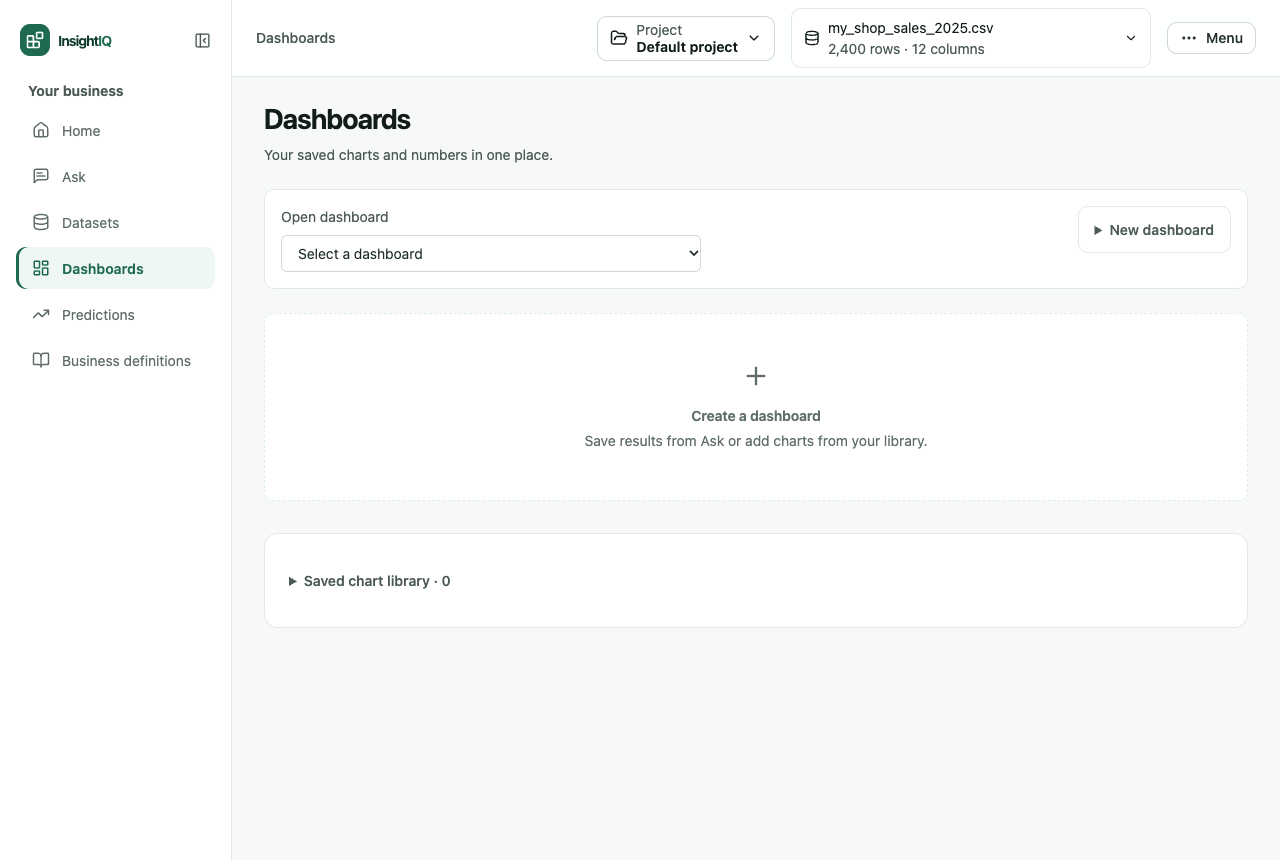 InsightIQ
Your business
Home
Ask
Datasets
Dashboards
Predictions
Business definitions
Dashboards
Project
Default project
my_shop_sales_2025.csv
2,400 rows · 12 columns
Menu
Dashboards
Your saved charts and numbers in one place.
Open dashboard
Select a dashboard
New dashboard
Create a dashboard
Save results from Ask or add charts from your library.
Saved chart library · 0